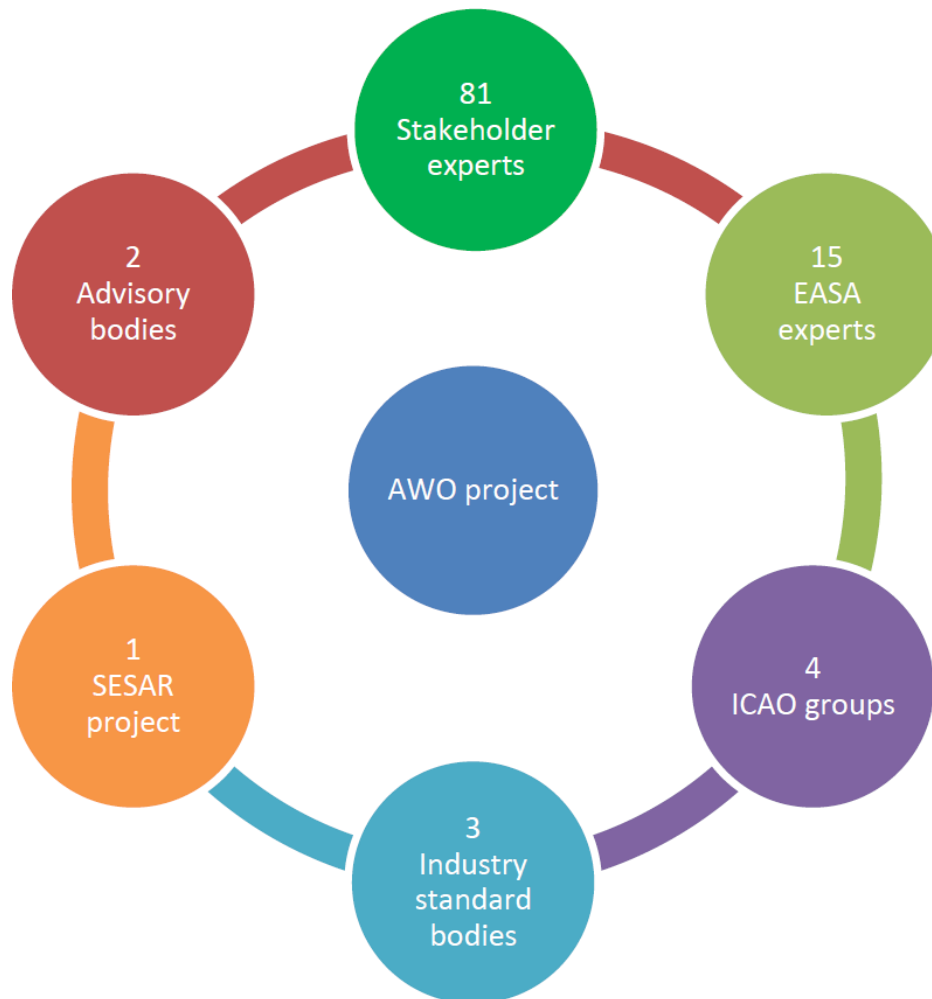 81
Stakeholder
experts
15
EASA
experts
4
ICAO groups
3
Industry
standard
bodies
1
SESAR
project
2
Advisory
bodies
AWO project